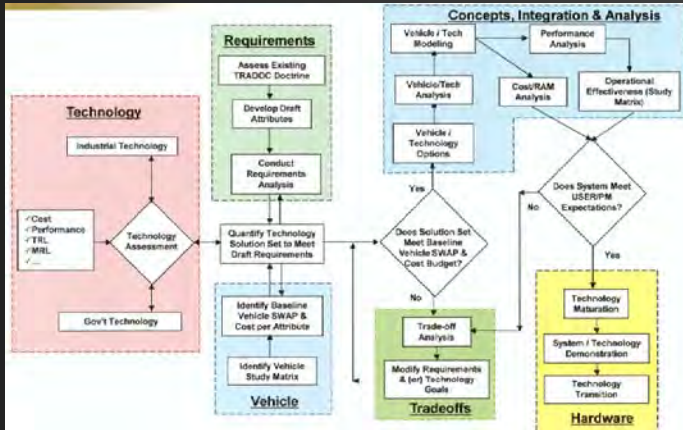 Concepts, Integration & Analysis
Requirements
Assess Existing
TRADOC Doctrine
Develop Draft
Attributes
Conduct
Requirements
Analysis
Vehicle / Tech
Modeling
Performance
Analysis
Vehicle/Tech
Analysis
Cost/RAM
Analysis
Operational
Effectiveness (Study
Matrix)
Vehicle /
Technology
Options
Technology
Industrial Technology
✓Cost
✓Performance
✓TRL
✓MRL
✓...
Technology
Assessment
Gov't Technology
Quantify Technology
Solution Set to Meet
Draft Requirements
Yes
Does Solution Set
Meet Baseline
Vehicle SWAP &
Cost Budget?
No
Does System Meet
USER/PM
Expectations?
No
Yes
Identify Baseline
Vehicle SWAP &
Cost per Attribute
Identify Vehicle
Study Matrix
Vehicle
Trade-off
Analysis
Modify Requirements
& (or) Technology
Goals
Tradeoffs
Technology
Maturation
System / Technology
Demonstration
Technology
Transition
Hardware